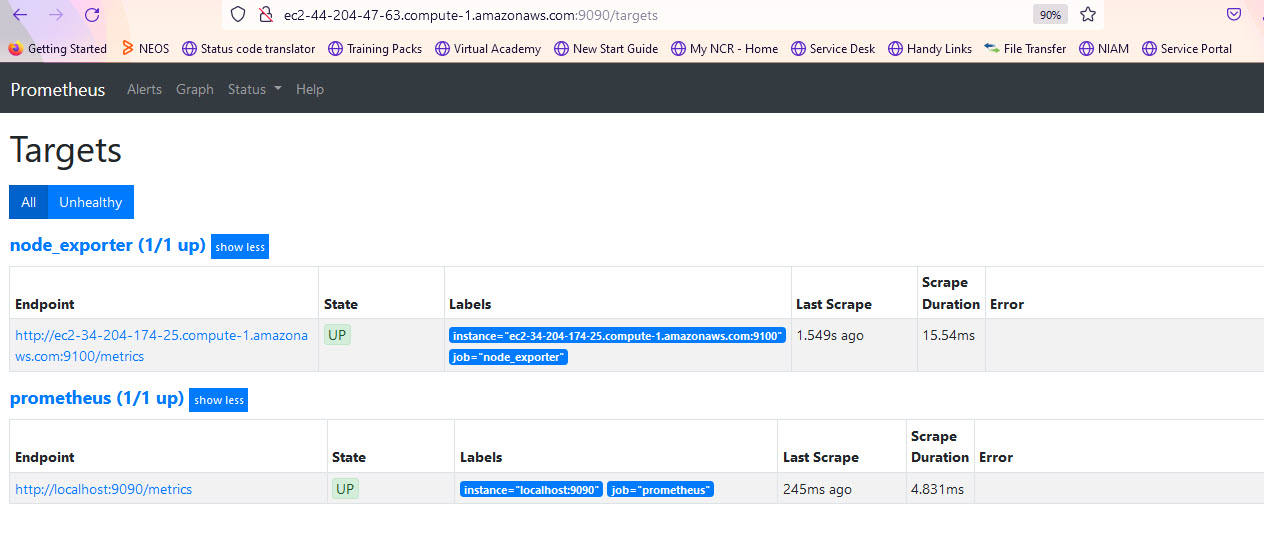 ec2-44-204-47-63.compute-1.amazonaws.com:9090/targets 90%
Getting Started NEOS Status code translator Training Packs Virtual Academy New Start Guide My NCR - Home Service Desk Handy Links File Transfer NIAM Service Portal
Prometheus Alerts Graph Status Help
Targets
All Unhealthy
node_exporter (1/1 up) show less
Endpoint State Labels Last Scrape Scrape Duration Error
http://ec2-34-204-174-25.compute-1.amazona
ws.com:9100/metrics
UP
instance="ec2-34-204-174-25.compute-1.amazonaws.com:9100"
job="node_exporter"
1.549s ago 15.54ms
prometheus (1/1 up) show less
Endpoint State Labels Last Scrape Scrape Duration Error
http://localhost:9090/metrics UP instance="localhost:9090" job="prometheus" 245ms ago 4.831ms